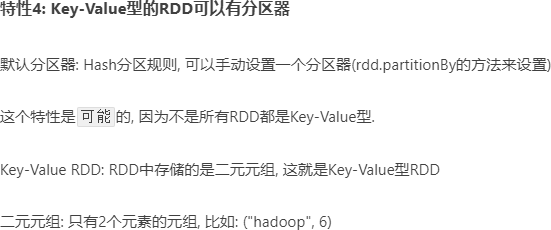 特性4: Key-Value型的RDD可以有分区器
默认分区器: Hash分区规则, 可以手动设置一个分区器(rdd.partitionBy的方法来设置)
这个特性是可能的, 因为不是所有RDD都是Key-Value型.
Key-Value RDD: RDD中存储的是二元元组, 这就是Key-Value型RDD
二元元组: 只有2个元素的元组, 比如: ("hadoop", 6)